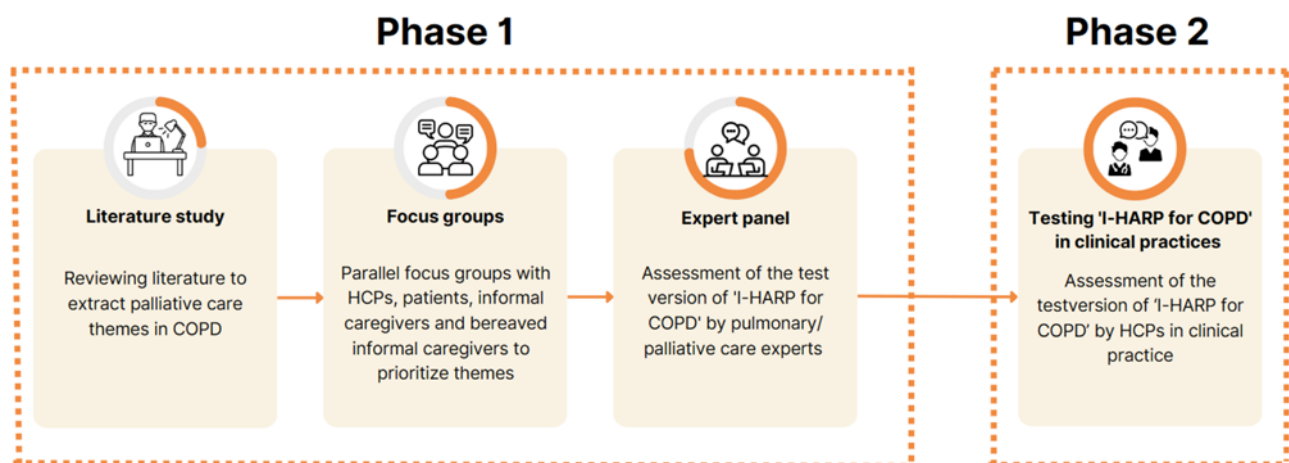 Phase 1
Phase 2
Literature study
Reviewing literature to
extract palliative care
themes in COPD
Focus groups
Parallel focus groups with
HCPs, patients, informal
caregivers and bereaved
informal caregivers to
prioritize themes
Expert panel
Assessment of the test
version of 'I-HARP for
COPD' by pulmonary/
palliative care experts
Testing 'I-HARP for COPD'
in clinical practices
Assessment of the
testversion of ‘I-HARP for
COPD’ by HCPs in clinical
practice